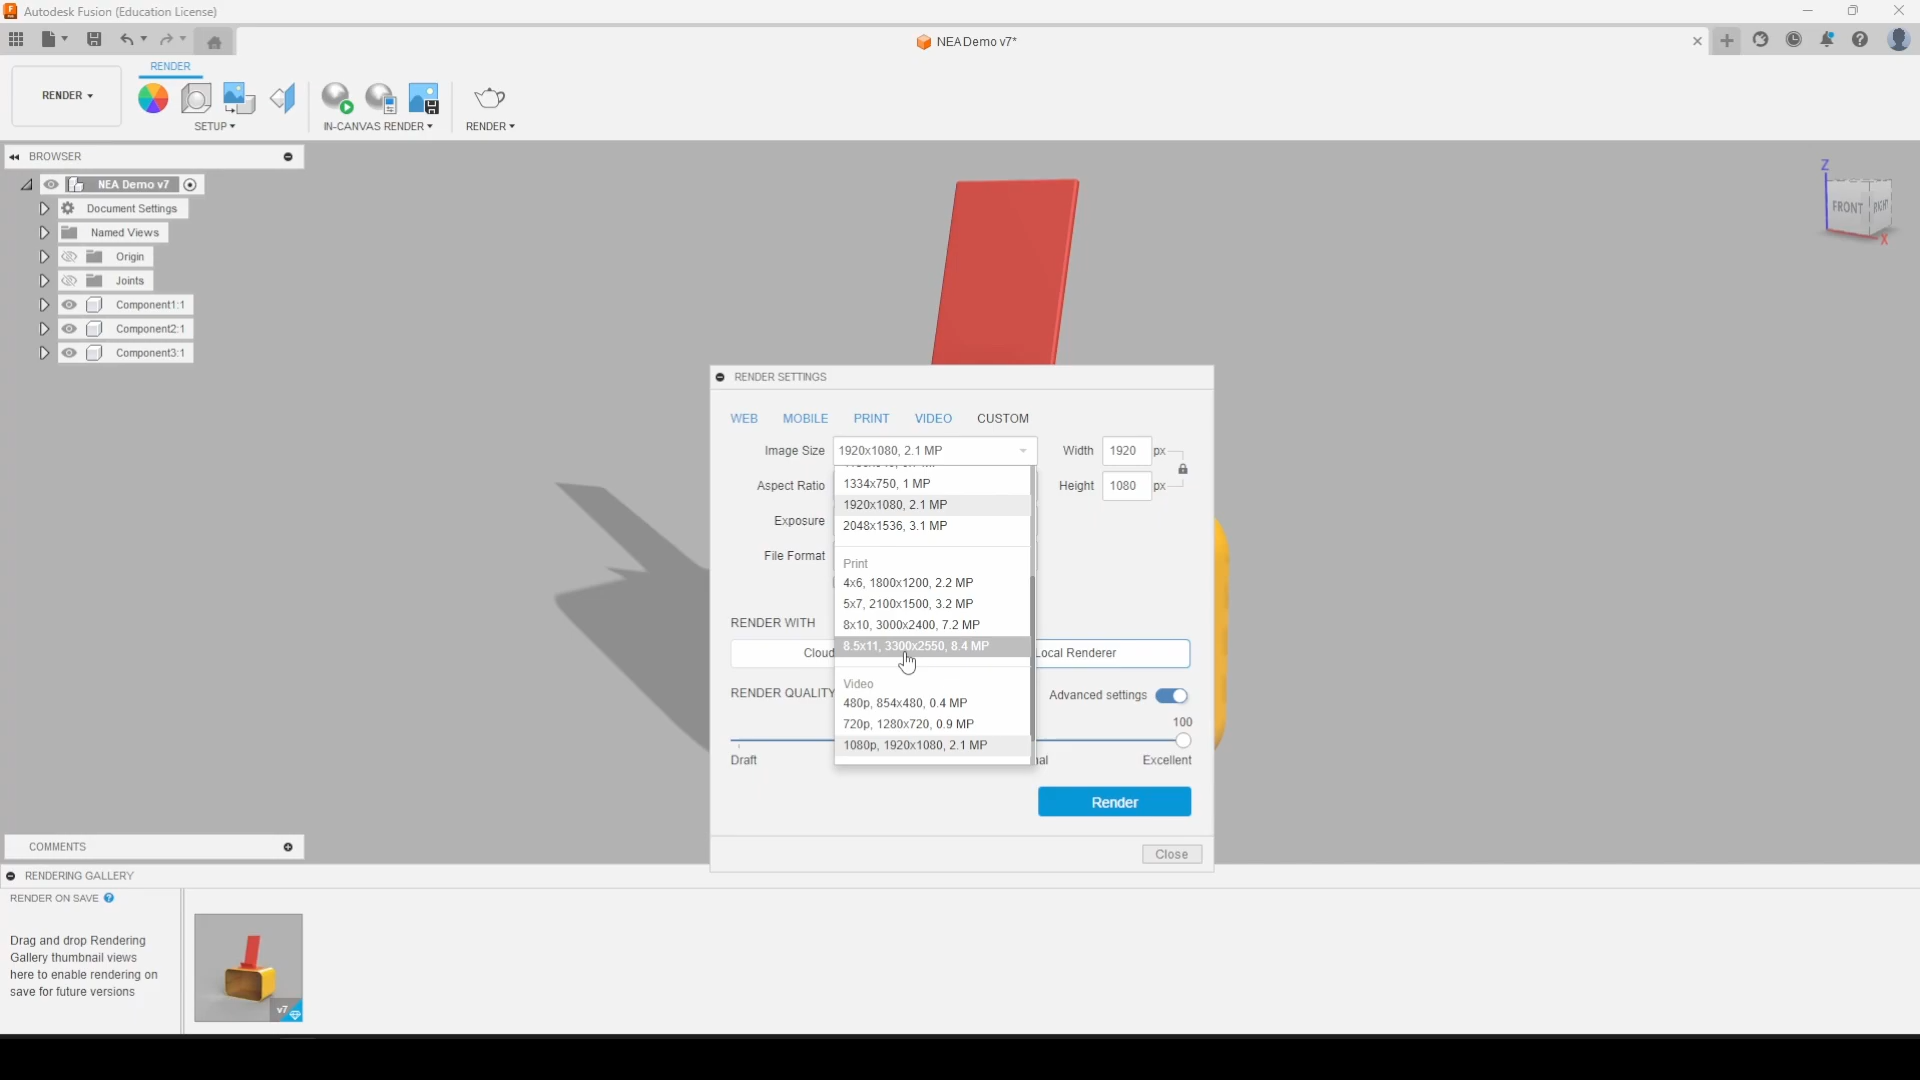 Autodesk Fusion (Education License)
NEA Demo v7*
RENDER
RENDER
SETUP
IN-CANVAS RENDER
RENDER
BROWSER
NEA Demo v7
Document Settings
Named Views
Origin
Joints
Component1:1
Component2:1
Component3:1
Z
FRONT
RIGHT
X
RENDER SETTINGS
WEB MOBILE PRINT VIDEO CUSTOM
Image Size 1920x1080, 2.1 MP Width 1920 px
Aspect Ratio Height 1080 px
Exposure
File Format
1334x750, 1 MP
1920x1080, 2.1 MP
2048x1536, 3.1 MP
Print
4x6, 1800x1200, 2.2 MP
5x7, 2100x1500, 3.2 MP
8x10, 3000x2400, 7.2 MP
8.5x11, 3300x2550, 8.4 MP
Video
480p, 854x480, 0.4 MP
720p, 1280x720, 0.9 MP
1080p, 1920x1080, 2.1 MP
RENDER WITH
Cloud
Local Renderer
RENDER QUALITY
Advanced settings
100
Draft
Excellent
Render
Close
COMMENTS
RENDERING GALLERY
RENDER ON SAVE
Drag and drop Rendering
Gallery thumbnail views
here to enable rendering on
save for future versions
v7